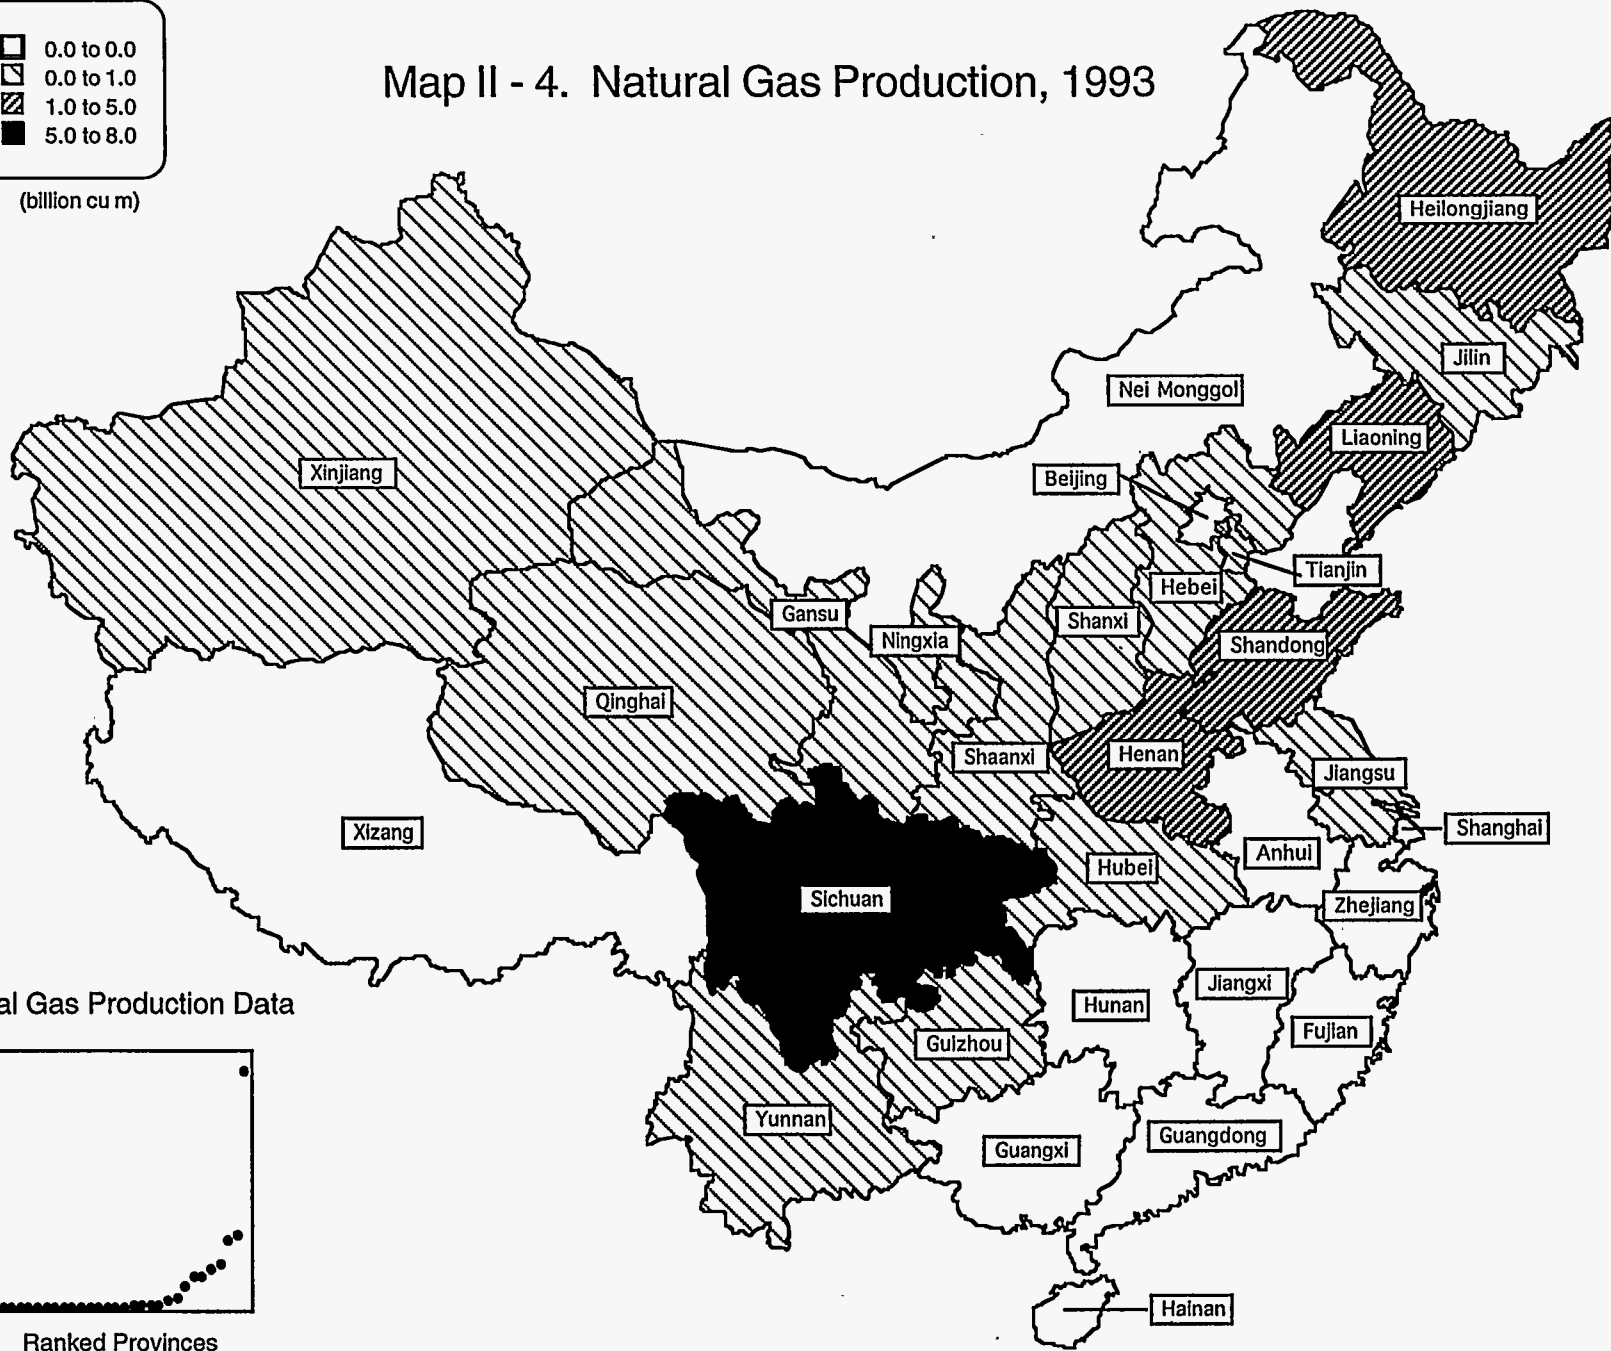 0.0 to 0.0
0.0 to 1.0
1.0 to 5.0
5.0 to 8.0
(billion cu m)
Map II - 4. Natural Gas Production, 1993
Heilongjiang
Jilin
Nei Monggol
Liaoning
Xinjiang
Beijing
Tianjin
Hebei
Gansu
Shanxi
Ningxia
Shandong
Qinghai
Shaanxi
Henan
Jiangsu
Xizang
Shanghai
Anhui
Hubei
Sichuan
Zhejiang
Jiangxi
al Gas Production Data
Hunan
Fujian
Guizhou
Yunnan
Guangdong
Guangxi
Hainan
Ranked Provinces